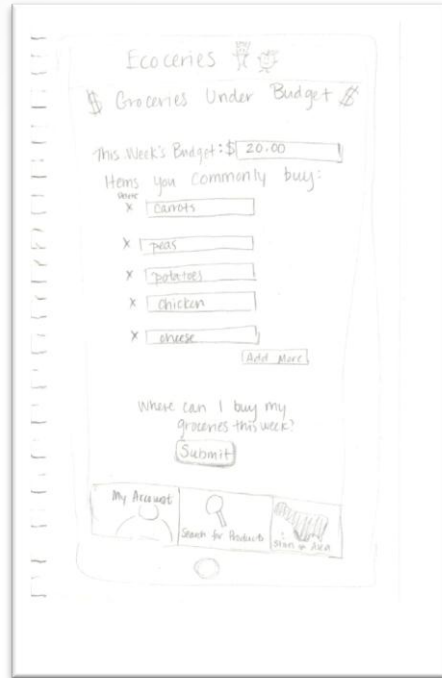 Ecoceries
$ Groceries Under Budget $
This Week's Budget: $ 20.00
Items you commonly buy:
X carrots
X peas
X potatoes
X chicken
X cheese
Add More
Where can I buy my
groceries this week?
Submit
My Account
Search for Products
Area